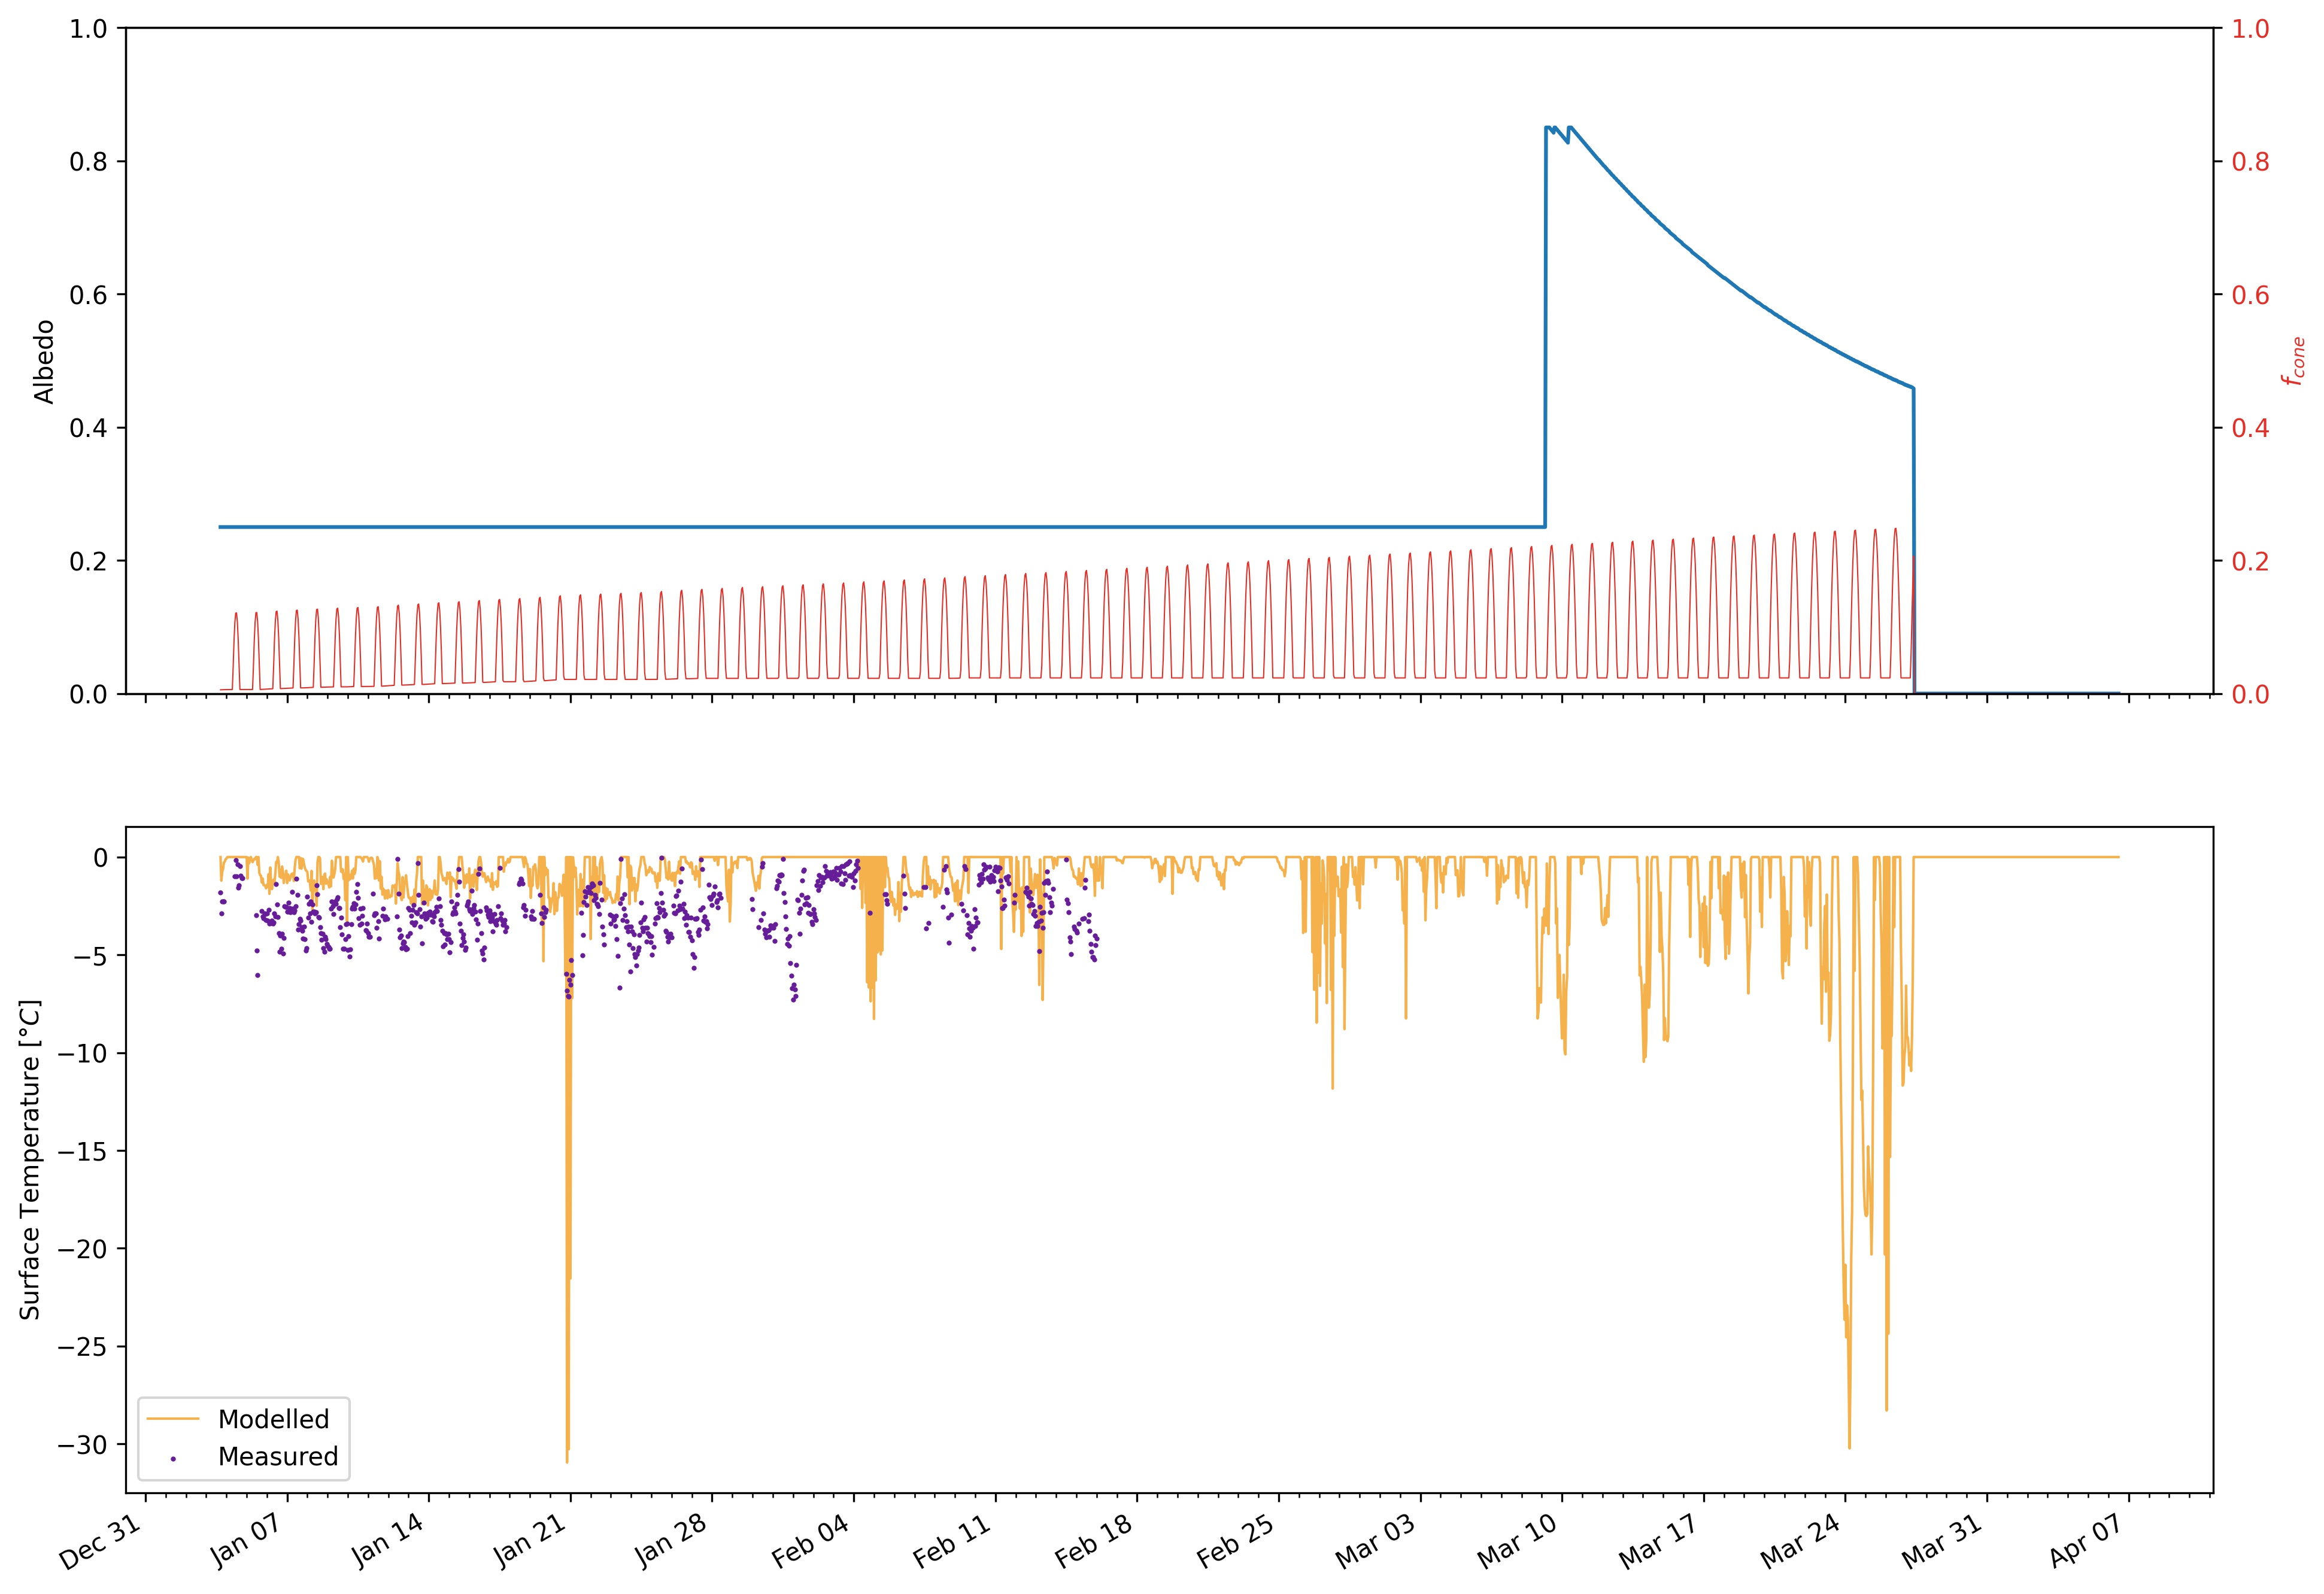 1.0
0.8
0.6
0.4
0.2
0.0
Albedo
1.0
0.8
0.6
0.4
0.2
0.0
f_cone
0
−5
−10
−15
−20
−25
−30
Surface Temperature [°C]
Modelled
Measured
Dec 31
Jan 07
Jan 14
Jan 21
Jan 28
Feb 04
Feb 11
Feb 18
Feb 25
Mar 03
Mar 10
Mar 17
Mar 24
Mar 31
Apr 07